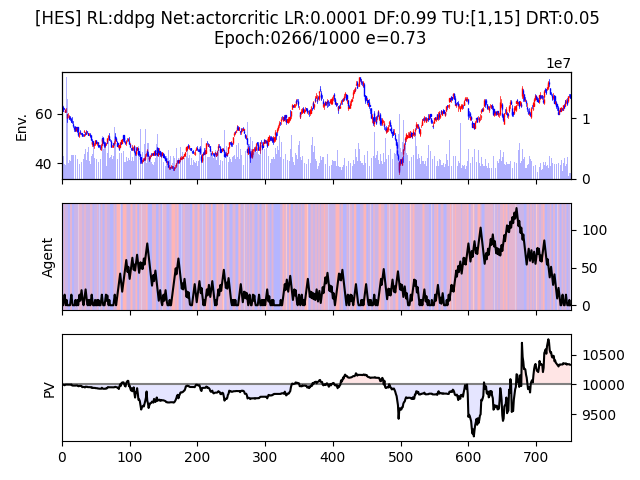 [HES] RL:ddpg Net:actorcritic LR:0.0001 DF:0.99 TU:[1,15] DRT:0.05
Epoch:0266/1000 e=0.73
1e7
60
40
Env.
1
0
Agent
100
50
0
PV
10500
10000
9500
0 100 200 300 400 500 600 700